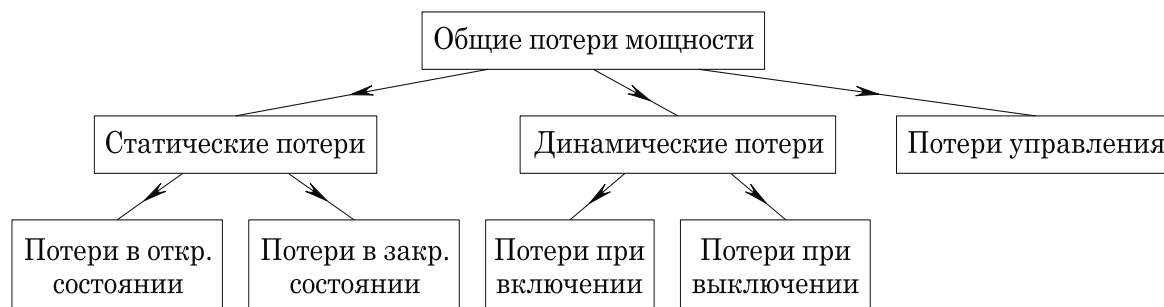 Общие потери мощности
Статические потери
Динамические потери
Потери управления
Потери в откр.
состоянии
Потери в закр.
состоянии
Потери при
включении
Потери при
выключении